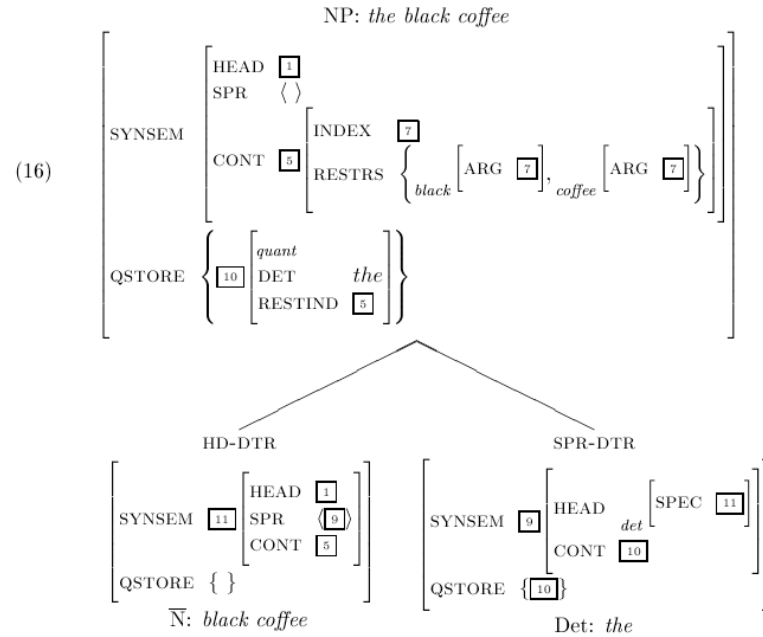 NP: the black coffee
HEAD 1
SPR ⟨ ⟩
SYNSEM
INDEX 7
(16)
CONT 5
RESTRS { black [ARG 7], coffee [ARG 7] }
quant
QSTORE { 10 DET the }
RESTIND 5
HD-DTR SPR-DTR
HEAD 1
SYNSEM 11 SPR ⟨ 9 ⟩
CONT 5
QSTORE { }
N̅: black coffee
SYNSEM 9 HEAD det [SPEC 11]
CONT 10
QSTORE { 10 }
Det: the